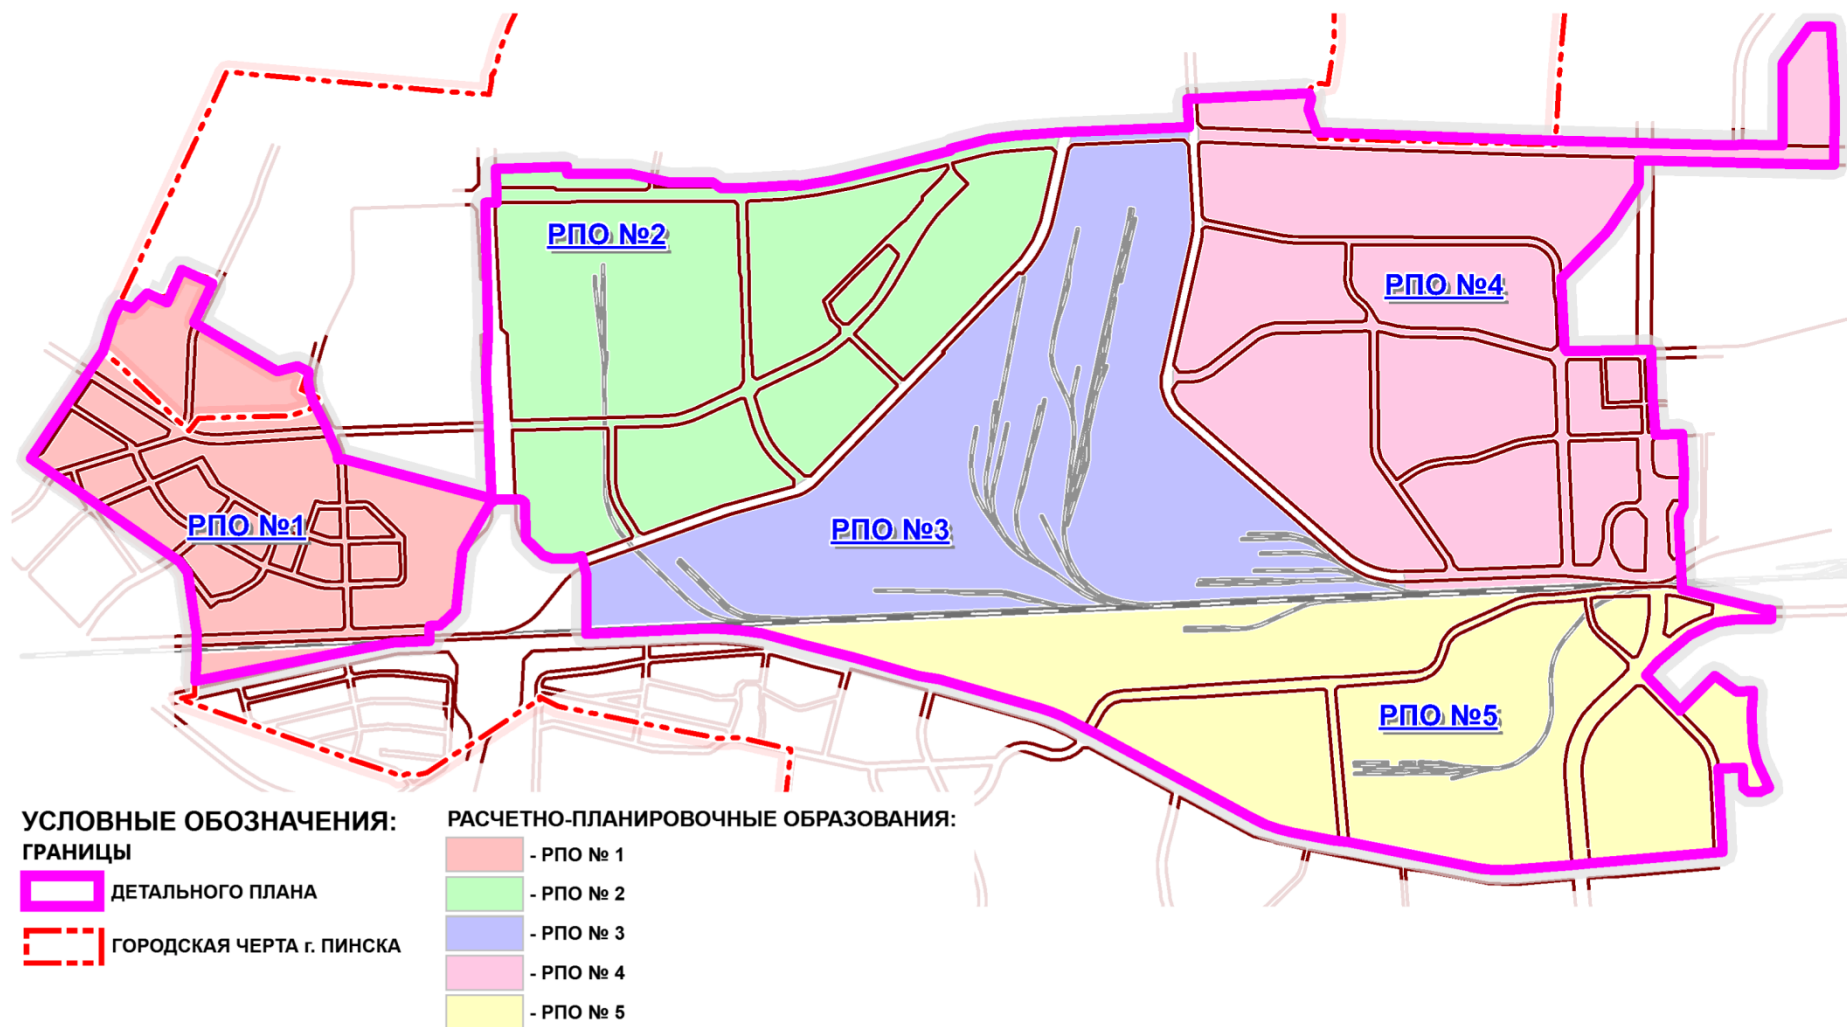 РПО №2
РПО №4
РПО №1
РПО №3
РПО №5
УСЛОВНЫЕ ОБОЗНАЧЕНИЯ:
ГРАНИЦЫ
ДЕТАЛЬНОГО ПЛАНА
ГОРОДСКАЯ ЧЕРТА г. ПИНСКА
РАСЧЕТНО-ПЛАНИРОВОЧНЫЕ ОБРАЗОВАНИЯ:
- РПО № 1
- РПО № 2
- РПО № 3
- РПО № 4
- РПО № 5